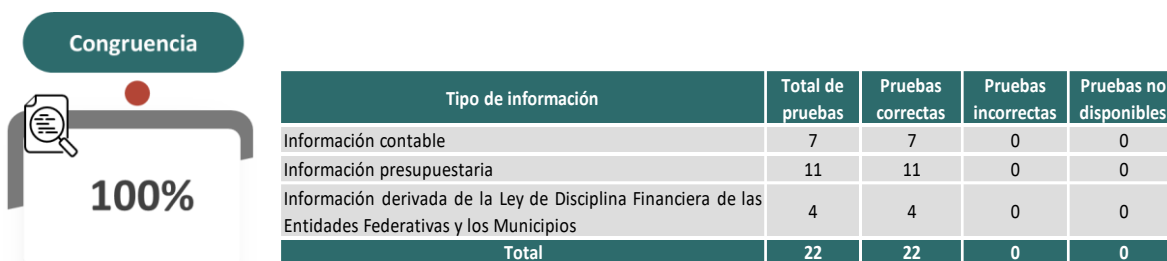 Congruencia
100%
Tipo de información Total de pruebas Pruebas correctas Pruebas incorrectas Pruebas no disponibles
Información contable 7 7 0 0
Información presupuestaria 11 11 0 0
Información derivada de la Ley de Disciplina Financiera de las
Entidades Federativas y los Municipios 4 4 0 0
Total 22 22 0 0